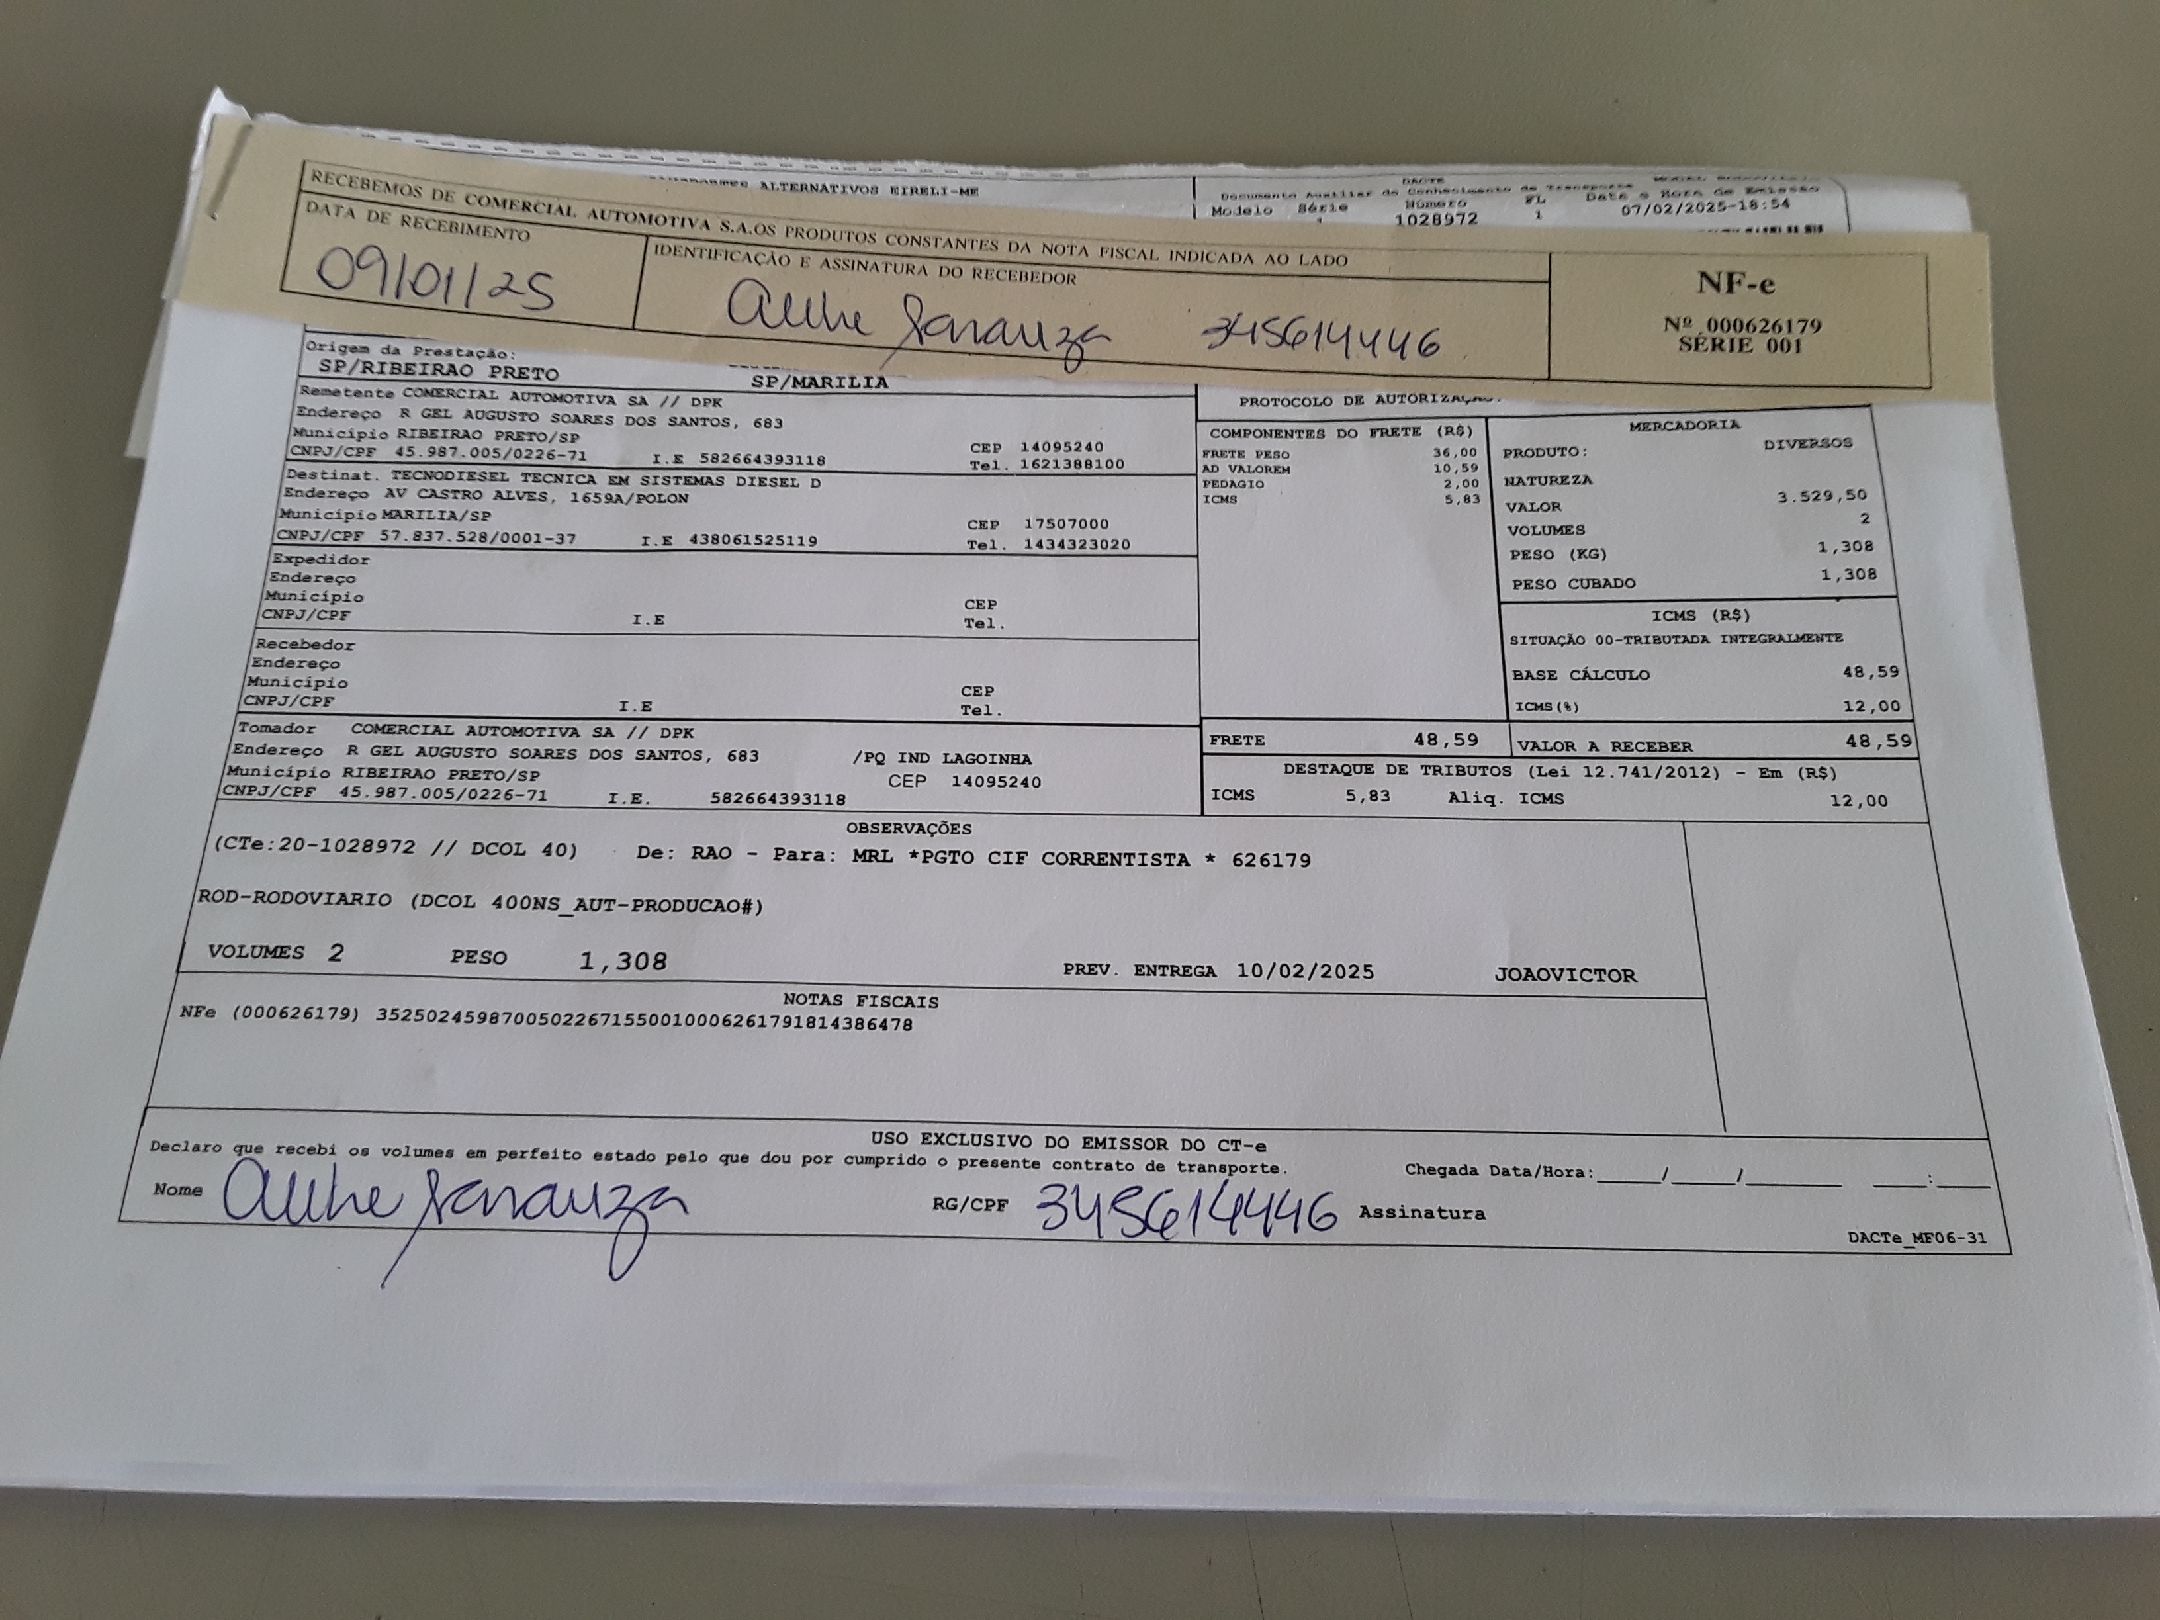 ALTERNATIVOS EIRELI-ME
DACTE
Documento Auxiliar do Conhecimento de Transporte
Data e Hora de Emissão
Modelo Série Número FL
1028972 1 07/02/2025-18:54
RECEBEMOS DE COMERCIAL AUTOMOTIVA S.A.OS PRODUTOS CONSTANTES DA NOTA FISCAL INDICADA AO LADO
DATA DE RECEBIMENTO
09/01/25
IDENTIFICAÇÃO E ASSINATURA DO RECEBEDOR
345614446
NF-e
Nº 000626179
SÉRIE 001
Origem da Prestação:
SP/RIBEIRAO PRETO SP/MARILIA
Remetente COMERCIAL AUTOMOTIVA SA // DPK
Endereço R GEL AUGUSTO SOARES DOS SANTOS, 683
Município RIBEIRAO PRETO/SP CEP 14095240
CNPJ/CPF 45.987.005/0226-71 I.E 582664393118 Tel. 1621388100
Destinat. TECNODIESEL TECNICA EM SISTEMAS DIESEL D
Endereço AV CASTRO ALVES, 1659A/POLON
Município MARILIA/SP CEP 17507000
CNPJ/CPF 57.837.528/0001-37 I.E 438061525119 Tel. 1434323020
Expedidor
Endereço
Município CEP
CNPJ/CPF I.E Tel.
Recebedor
Endereço
Município CEP
CNPJ/CPF I.E Tel.
Tomador COMERCIAL AUTOMOTIVA SA // DPK
Endereço R GEL AUGUSTO SOARES DOS SANTOS, 683 /PQ IND LAGOINHA
Município RIBEIRAO PRETO/SP CEP 14095240
CNPJ/CPF 45.987.005/0226-71 I.E. 582664393118
PROTOCOLO DE AUTORIZAÇÃO:
COMPONENTES DO FRETE (R$)
FRETE PESO 36,00
AD VALOREM 10,59
PEDAGIO 2,00
ICMS 5,83
MERCADORIA
PRODUTO: DIVERSOS
NATUREZA
VALOR 3.529,50
VOLUMES 2
PESO (KG) 1,308
PESO CUBADO 1,308
ICMS (R$)
SITUAÇÃO 00-TRIBUTADA INTEGRALMENTE
BASE CÁLCULO 48,59
ICMS(%) 12,00
FRETE 48,59 VALOR A RECEBER 48,59
DESTAQUE DE TRIBUTOS (Lei 12.741/2012) - Em (R$)
ICMS 5,83 Aliq. ICMS 12,00
OBSERVAÇÕES
(CTe:20-1028972 // DCOL 40) De: RAO - Para: MRL *PGTO CIF CORRENTISTA * 626179
ROD-RODOVIARIO (DCOL 400NS_AUT-PRODUCAO#)
VOLUMES 2 PESO 1,308 PREV. ENTREGA 10/02/2025 JOAOVICTOR
NOTAS FISCAIS
NFe (000626179) 35250245987005022671550010006261791814386478
USO EXCLUSIVO DO EMISSOR DO CT-e
Declaro que recebi os volumes em perfeito estado pelo que dou por cumprido o presente contrato de transporte. Chegada Data/Hora:_____/_____/_______ ____:____
Nome RG/CPF 345614446 Assinatura
DACTe_MF06-31